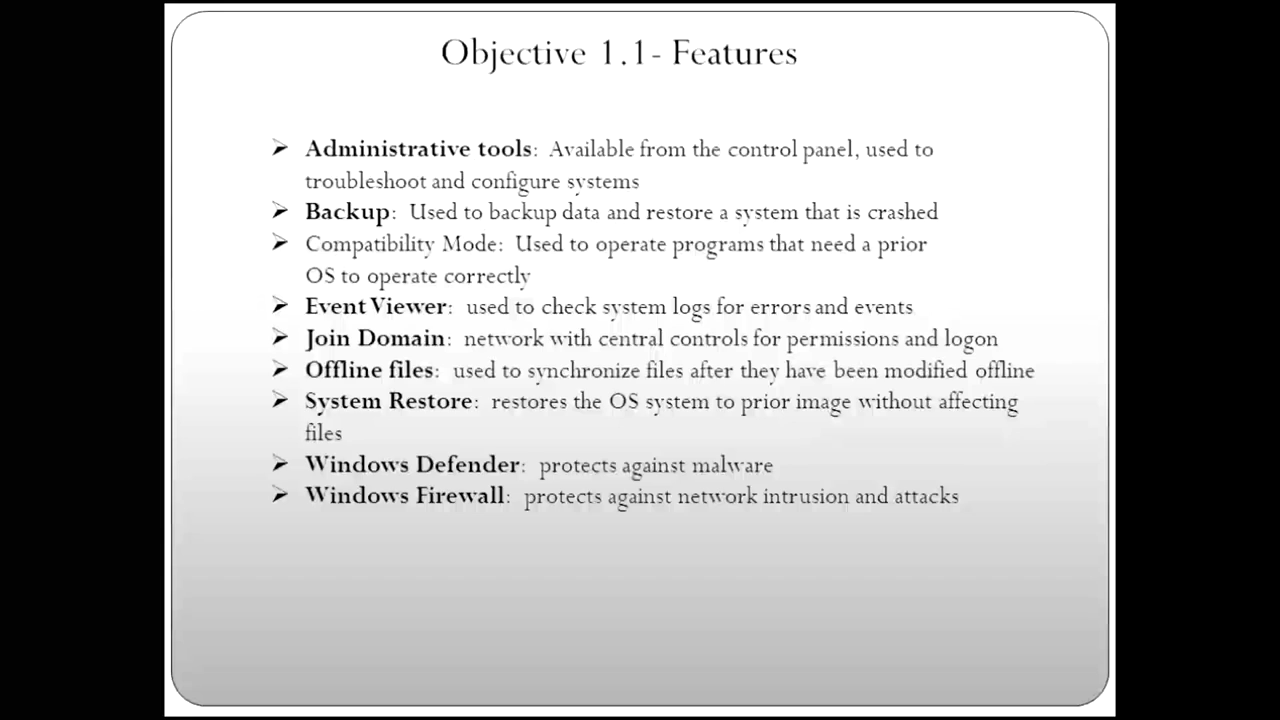 Objective 1.1- Features
Administrative tools: Available from the control panel, used to
troubleshoot and configure systems
Backup: Used to backup data and restore a system that is crashed
Compatibility Mode: Used to operate programs that need a prior
OS to operate correctly
Event Viewer: used to check system logs for errors and events
Join Domain: network with central controls for permissions and logon
Offline files: used to synchronize files after they have been modified offline
System Restore: restores the OS system to prior image without affecting
files
Windows Defender: protects against malware
Windows Firewall: protects against network intrusion and attacks